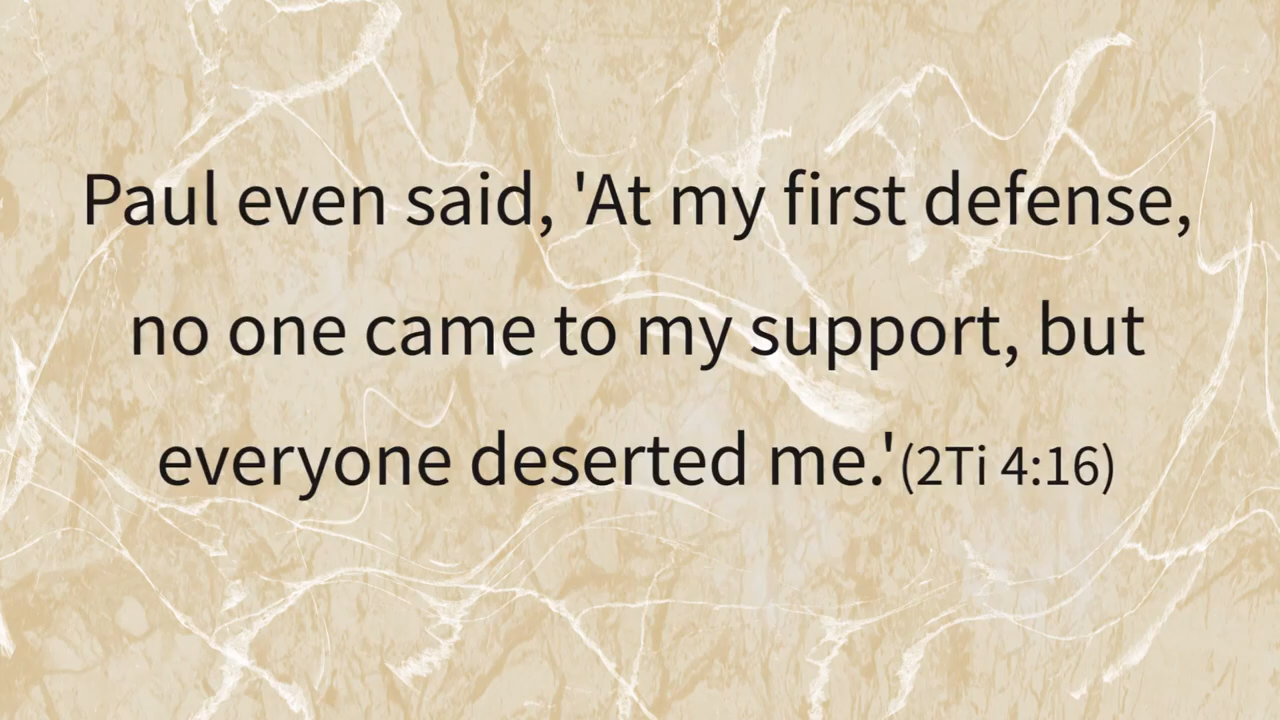 Paul even said, 'At my first defense,
no one came to my support, but
everyone deserted me.'(2Ti 4:16)